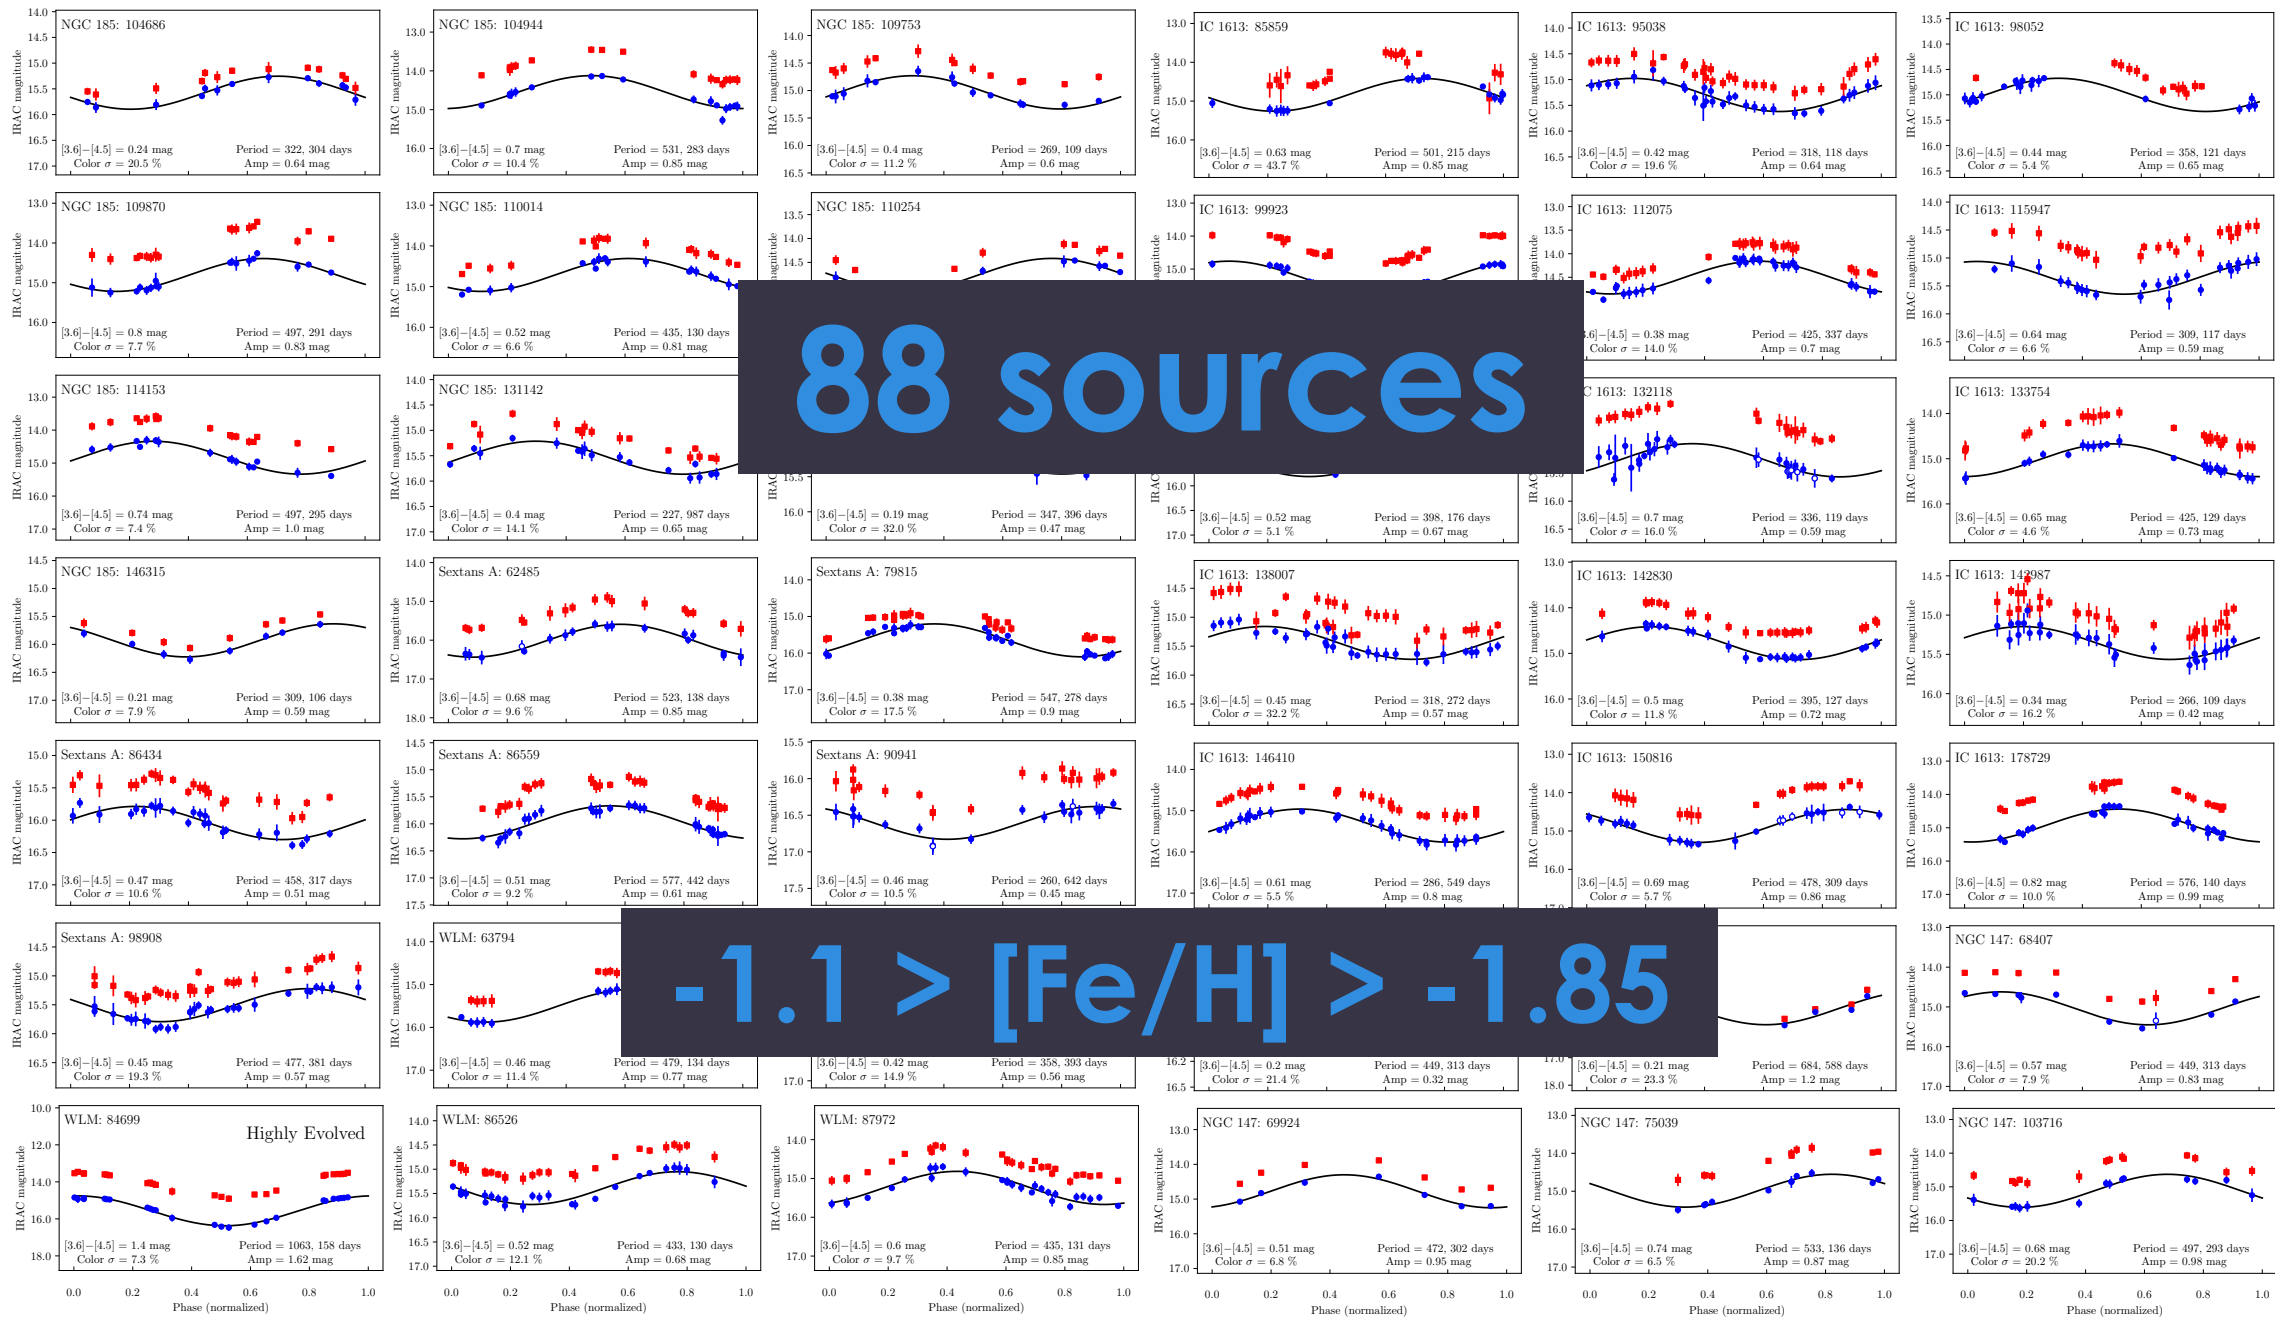 NGC 185: 104686
[3.6]−[4.5] = 0.24 mag
Color σ = 20.5 %
Period = 322, 304 days
Amp = 0.64 mag
NGC 185: 104944
[3.6]−[4.5] = 0.7 mag
Color σ = 10.4 %
Period = 531, 283 days
Amp = 0.85 mag
NGC 185: 109753
[3.6]−[4.5] = 0.4 mag
Color σ = 11.2 %
Period = 269, 109 days
Amp = 0.6 mag
IC 1613: 85859
[3.6]−[4.5] = 0.63 mag
Color σ = 43.7 %
Period = 501, 215 days
Amp = 0.85 mag
IC 1613: 95038
[3.6]−[4.5] = 0.42 mag
Color σ = 19.6 %
Period = 318, 118 days
Amp = 0.64 mag
IC 1613: 98052
[3.6]−[4.5] = 0.44 mag
Color σ = 5.4 %
Period = 358, 121 days
Amp = 0.65 mag
NGC 185: 109870
[3.6]−[4.5] = 0.8 mag
Color σ = 7.7 %
Period = 497, 291 days
Amp = 0.83 mag
NGC 185: 110014
[3.6]−[4.5] = 0.52 mag
Color σ = 6.6 %
Period = 435, 130 days
Amp = 0.81 mag
NGC 185: 110254
IC 1613: 99923
IC 1613: 112075
[3.6]−[4.5] = 0.38 mag
Color σ = 14.0 %
Period = 425, 337 days
Amp = 0.7 mag
IC 1613: 115947
[3.6]−[4.5] = 0.64 mag
Color σ = 6.6 %
Period = 309, 117 days
Amp = 0.59 mag
88 sources
NGC 185: 114153
[3.6]−[4.5] = 0.74 mag
Color σ = 7.4 %
Period = 497, 295 days
Amp = 1.0 mag
NGC 185: 131142
[3.6]−[4.5] = 0.4 mag
Color σ = 14.1 %
Period = 227, 987 days
Amp = 0.65 mag
[3.6]−[4.5] = 0.19 mag
Color σ = 32.0 %
Period = 347, 396 days
Amp = 0.47 mag
[3.6]−[4.5] = 0.52 mag
Color σ = 5.1 %
Period = 398, 176 days
Amp = 0.67 mag
IC 1613: 132118
[3.6]−[4.5] = 0.7 mag
Color σ = 16.0 %
Period = 336, 119 days
Amp = 0.59 mag
IC 1613: 133754
[3.6]−[4.5] = 0.65 mag
Color σ = 4.6 %
Period = 425, 129 days
Amp = 0.73 mag
NGC 185: 146315
[3.6]−[4.5] = 0.21 mag
Color σ = 7.9 %
Period = 309, 106 days
Amp = 0.59 mag
Sextans A: 62485
[3.6]−[4.5] = 0.68 mag
Color σ = 9.6 %
Period = 523, 138 days
Amp = 0.85 mag
Sextans A: 79815
[3.6]−[4.5] = 0.38 mag
Color σ = 17.5 %
Period = 547, 278 days
Amp = 0.9 mag
IC 1613: 138007
[3.6]−[4.5] = 0.45 mag
Color σ = 32.2 %
Period = 318, 272 days
Amp = 0.57 mag
IC 1613: 142830
[3.6]−[4.5] = 0.5 mag
Color σ = 11.8 %
Period = 395, 127 days
Amp = 0.72 mag
IC 1613: 142987
[3.6]−[4.5] = 0.34 mag
Color σ = 16.2 %
Period = 266, 109 days
Amp = 0.42 mag
Sextans A: 86434
[3.6]−[4.5] = 0.47 mag
Color σ = 10.6 %
Period = 458, 317 days
Amp = 0.51 mag
Sextans A: 86559
[3.6]−[4.5] = 0.51 mag
Color σ = 9.2 %
Period = 577, 442 days
Amp = 0.61 mag
Sextans A: 90941
[3.6]−[4.5] = 0.46 mag
Color σ = 10.5 %
Period = 260, 642 days
Amp = 0.45 mag
IC 1613: 146410
[3.6]−[4.5] = 0.61 mag
Color σ = 5.5 %
Period = 286, 549 days
Amp = 0.8 mag
IC 1613: 150816
[3.6]−[4.5] = 0.69 mag
Color σ = 5.7 %
Period = 478, 309 days
Amp = 0.86 mag
IC 1613: 178729
[3.6]−[4.5] = 0.82 mag
Color σ = 10.0 %
Period = 576, 140 days
Amp = 0.99 mag
-1.1 > [Fe/H] > -1.85
Sextans A: 98908
[3.6]−[4.5] = 0.45 mag
Color σ = 19.3 %
Period = 477, 381 days
Amp = 0.57 mag
WLM: 63794
[3.6]−[4.5] = 0.46 mag
Color σ = 11.4 %
Period = 479, 134 days
Amp = 0.77 mag
[3.6]−[4.5] = 0.42 mag
Color σ = 14.9 %
Period = 358, 393 days
Amp = 0.56 mag
[3.6]−[4.5] = 0.2 mag
Color σ = 21.4 %
Period = 449, 313 days
Amp = 0.32 mag
[3.6]−[4.5] = 0.21 mag
Color σ = 23.3 %
Period = 684, 588 days
Amp = 1.2 mag
NGC 147: 68407
[3.6]−[4.5] = 0.57 mag
Color σ = 7.9 %
Period = 449, 313 days
Amp = 0.83 mag
WLM: 84699
Highly Evolved
[3.6]−[4.5] = 1.4 mag
Color σ = 7.3 %
Period = 1063, 158 days
Amp = 1.62 mag
WLM: 86526
[3.6]−[4.5] = 0.52 mag
Color σ = 12.1 %
Period = 433, 130 days
Amp = 0.68 mag
WLM: 87972
[3.6]−[4.5] = 0.6 mag
Color σ = 9.7 %
Period = 435, 131 days
Amp = 0.85 mag
NGC 147: 69924
[3.6]−[4.5] = 0.51 mag
Color σ = 6.8 %
Period = 472, 302 days
Amp = 0.95 mag
NGC 147: 75039
[3.6]−[4.5] = 0.74 mag
Color σ = 6.5 %
Period = 533, 136 days
Amp = 0.87 mag
NGC 147: 103716
[3.6]−[4.5] = 0.68 mag
Color σ = 20.2 %
Period = 497, 293 days
Amp = 0.98 mag
IRAC magnitude
0.0 0.2 0.4 0.6 0.8 1.0
Phase (normalized)